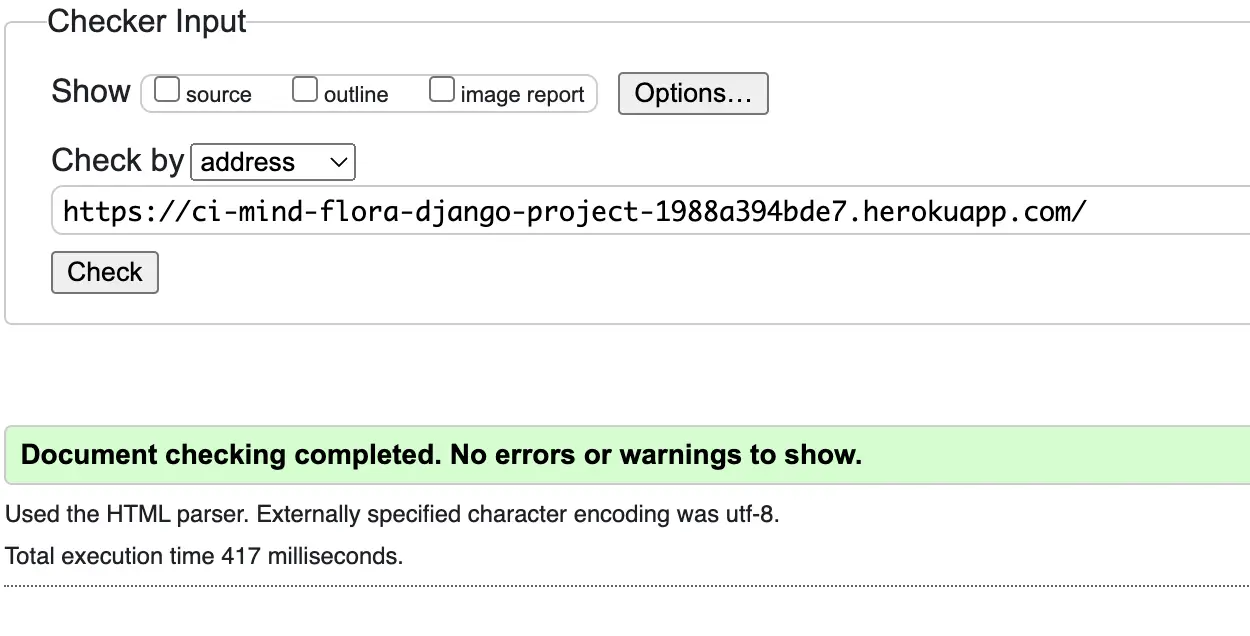 Checker Input
Show source outline image report Options...
Check by address
https://ci-mind-flora-django-project-1988a394bde7.herokuapp.com/
Check
Document checking completed. No errors or warnings to show.
Used the HTML parser. Externally specified character encoding was utf-8.
Total execution time 417 milliseconds.